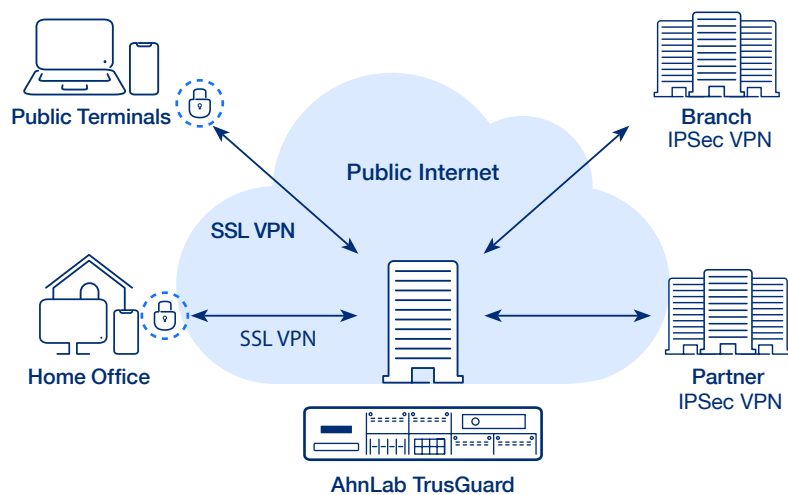 Public Terminals
Branch
IPSec VPN
Public Internet
SSL VPN
SSL VPN
Home Office
Partner
IPSec VPN
AhnLab TrusGuard